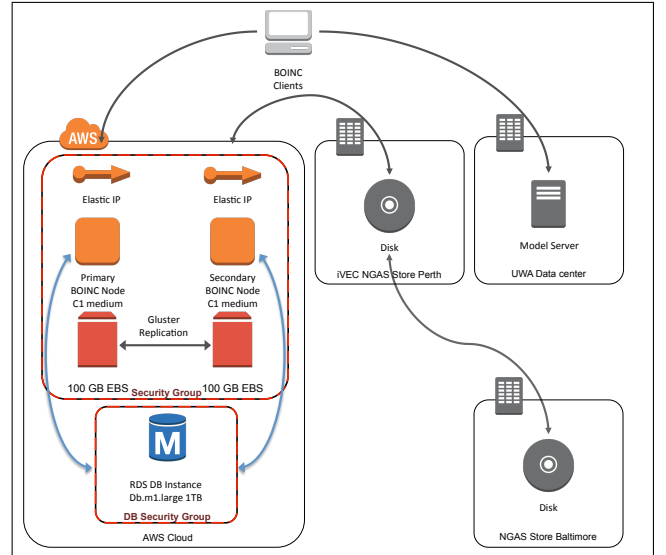 BOINC
Clients
AWS
Elastic IP
Elastic IP
Primary
BOINC Node
C1 medium
Secondary
BOINC Node
C1 medium
Gluster
Replication
100 GB EBS
100 GB EBS
Security Group
M
RDS DB Instance
Db.m1.large 1TB
DB Security Group
AWS Cloud
Disk
iVEC NGAS Store Perth
Model Server
UWA Data center
Disk
NGAS Store Baltimore